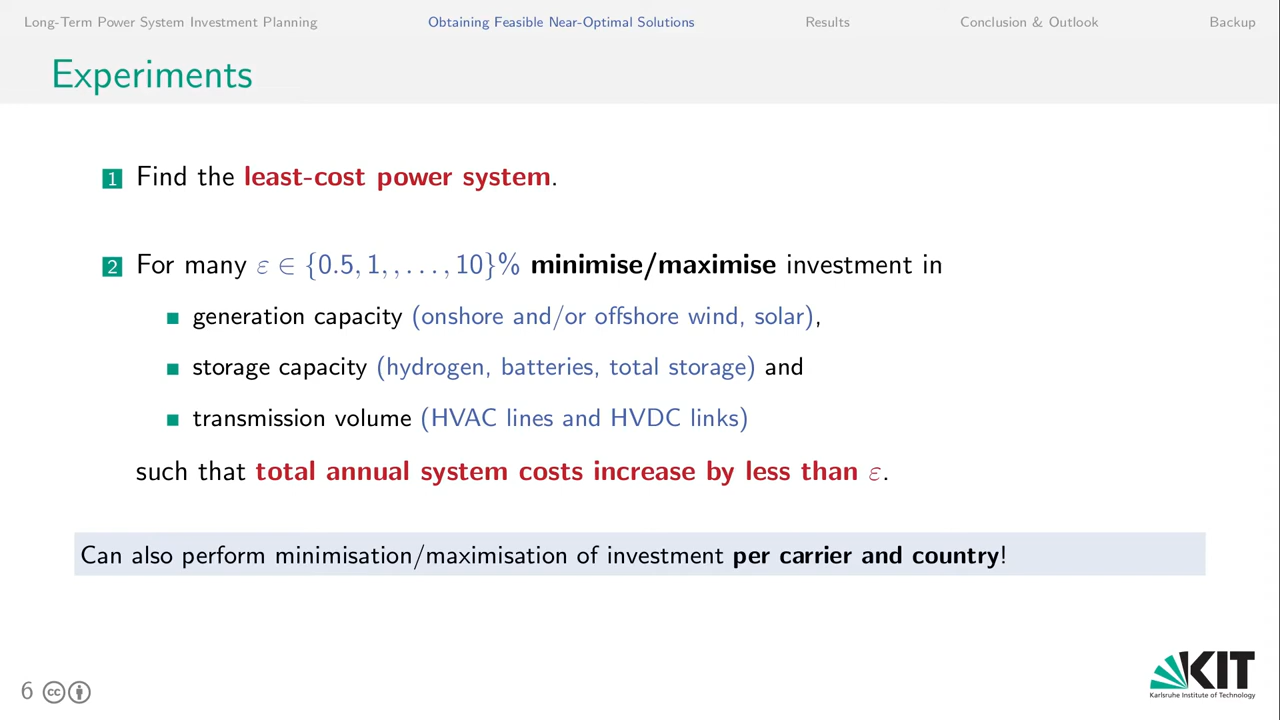 Long-Term Power System Investment Planning Obtaining Feasible Near-Optimal Solutions Results Conclusion & Outlook Backup
Experiments
1 Find the least-cost power system.
2 For many ε ∈ {0.5, 1, , . . . , 10}% minimise/maximise investment in
generation capacity (onshore and/or offshore wind, solar),
storage capacity (hydrogen, batteries, total storage) and
transmission volume (HVAC lines and HVDC links)
such that total annual system costs increase by less than ε.
Can also perform minimisation/maximisation of investment per carrier and country!
6 cc
KIT
Karlsruhe Institute of Technology